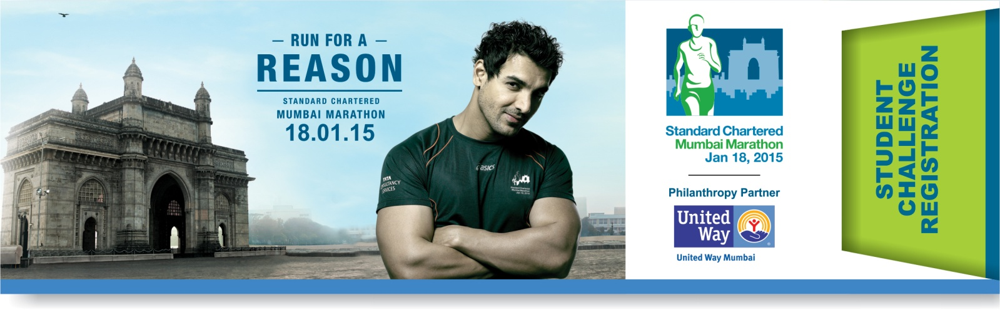 — RUN FOR A —
REASON
STANDARD CHARTERED
MUMBAI MARATHON
18.01.15
TATA
CONSULTANCY
SERVICES
asics
Standard Chartered
Mumbai Marathon
Jan 18, 2015
Standard Chartered
Mumbai Marathon
Jan 18, 2015
Philanthropy Partner
United
Way
®
United Way Mumbai
STUDENT
CHALLENGE
REGISTRATION